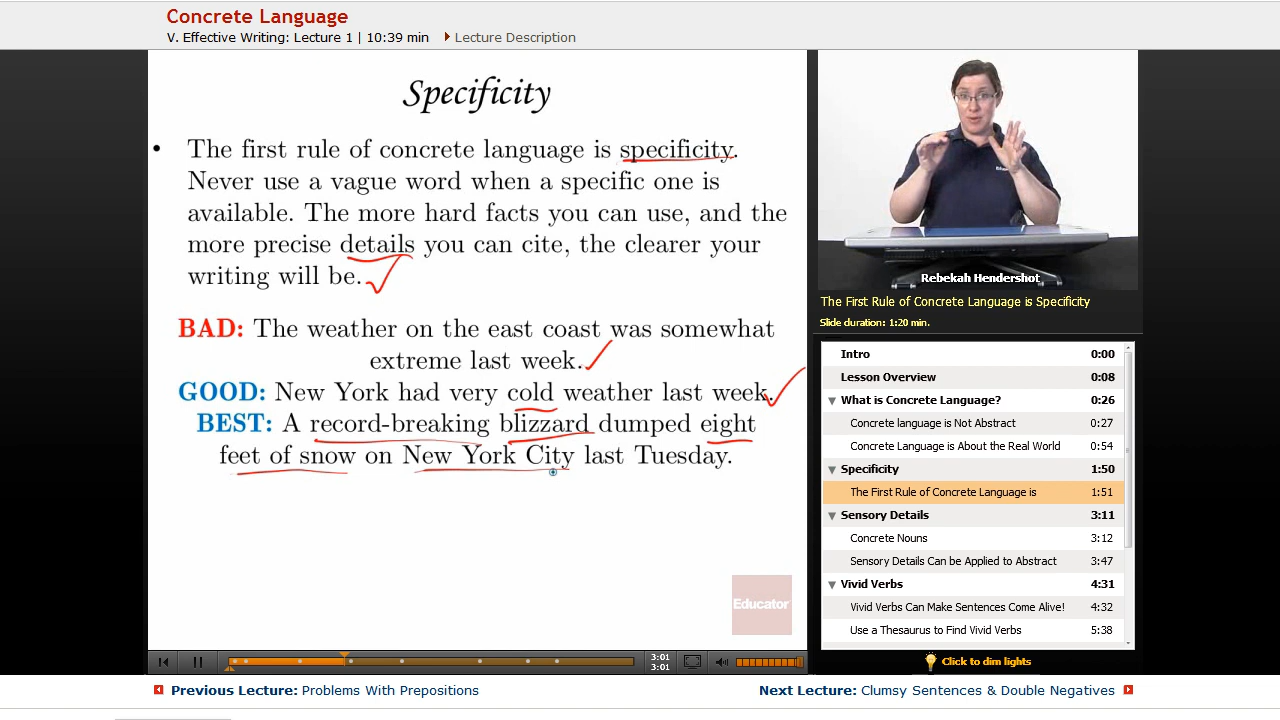 Concrete Language
V. Effective Writing: Lecture 1 | 10:39 min
Lecture Description
Specificity
• The first rule of concrete language is specificity.
Never use a vague word when a specific one is
available. The more hard facts you can use, and the
more precise details you can cite, the clearer your
writing will be.
BAD: The weather on the east coast was somewhat
extreme last week.
GOOD: New York had very cold weather last week.
BEST: A record-breaking blizzard dumped eight
feet of snow on New York City last Tuesday.
Educator
3:01
3:01
Rebekah Hendershot
The First Rule of Concrete Language is Specificity
Slide duration: 1:20 min.
Intro 0:00
Lesson Overview 0:08
What is Concrete Language? 0:26
Concrete language is Not Abstract 0:27
Concrete Language is About the Real World 0:54
Specificity 1:50
The First Rule of Concrete Language is 1:51
Sensory Details 3:11
Concrete Nouns 3:12
Sensory Details Can be Applied to Abstract 3:47
Vivid Verbs 4:31
Vivid Verbs Can Make Sentences Come Alive! 4:32
Use a Thesaurus to Find Vivid Verbs 5:38
Click to dim lights
Previous Lecture: Problems With Prepositions
Next Lecture: Clumsy Sentences & Double Negatives